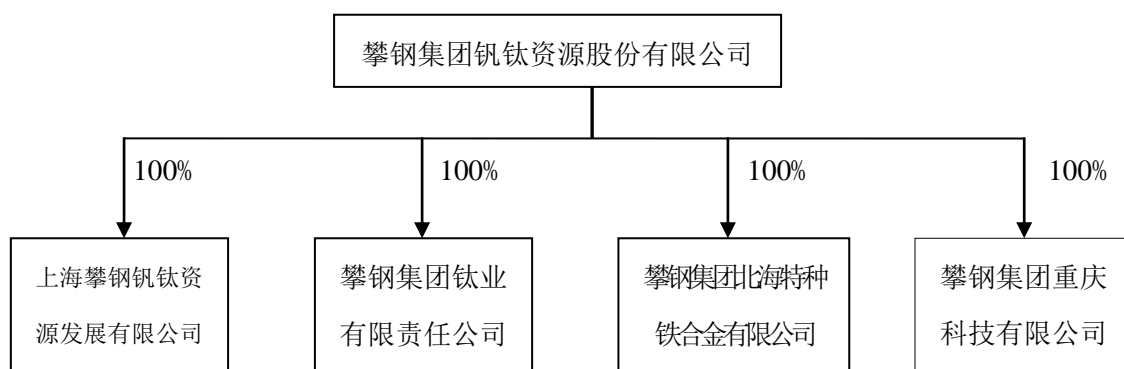 攀钢集团钒钛资源股份有限公司
100%
100%
100%
100%
上海攀钢钒钛资
源发展有限公司
攀钢集团钛业
有限责任公司
攀钢集团北海特种
铁合金有限公司
攀钢集团重庆
科技有限公司